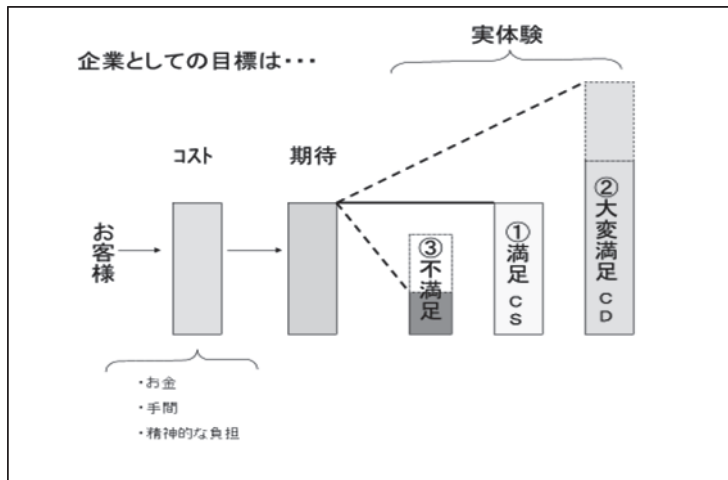 企業としての目標は・・・
実体験
コスト
期待
お客様
③不満足
①満足 CS
②大変満足 CD
・お金
・手間
・精神的な負担